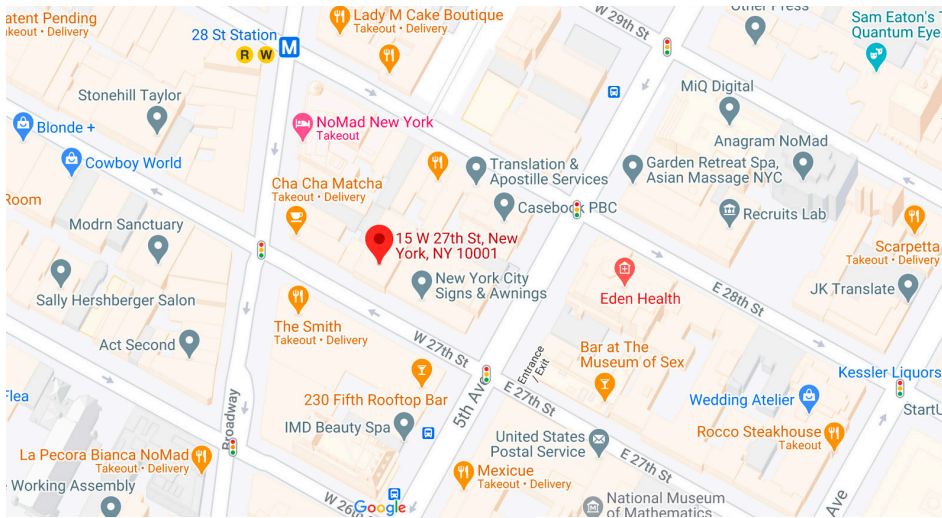 atent Pending
keout • Delivery
Lady M Cake Boutique
Takeout • Delivery
W 29th St
Other Press
Sam Eaton's T
Quantum Eye
28 St Station
M
R W
Stonehill Taylor
MiQ Digital
NoMad New York
Takeout
Blonde +
Anagram NoMad
Cowboy World
Translation &
Apostille Services
Garden Retreat Spa,
Asian Massage NYC
Cha Cha Matcha
Takeout • Delivery
Room
Casebook PBC
Recruits Lab
Modrn Sanctuary
15 W 27th St, New
York, NY 10001
Scarpetta
Takeout • Delivery
New York City
Signs & Awnings
Eden Health
E 28th St
JK Translate
Sally Hershberger Salon
The Smith
Takeout • Delivery
Act Second
W 27th St
Bar at The
Museum of Sex
Entrance
/ Exit
Kessler Liquors
Flea
230 Fifth Rooftop Bar
E 27th St
Wedding Atelier
StartU
Broadway
5th Ave
IMD Beauty Spa
Rocco Steakhouse
Takeout
United States
Postal Service
La Pecora Bianca NoMad
Takeout • Delivery
E 27th St
Mexicue
Takeout • Delivery
Working Assembly
W 26th St
Google
National Museum
of Mathematics
Ave